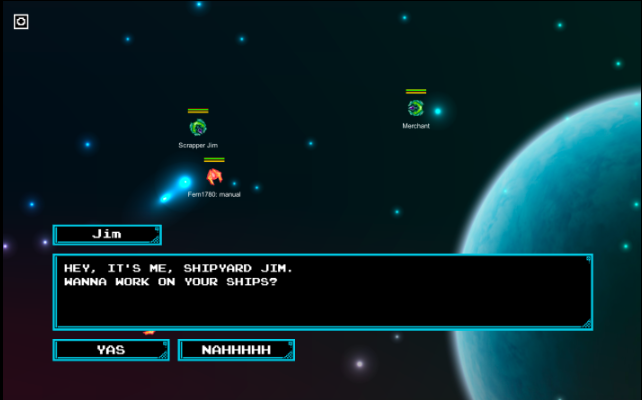 Merchant
Scrapper Jim
Fern1780: manual
Jim
HEY, IT'S ME, SHIPYARD JIM.
WANNA WORK ON YOUR SHIPS?
YAS
NAHHHHH